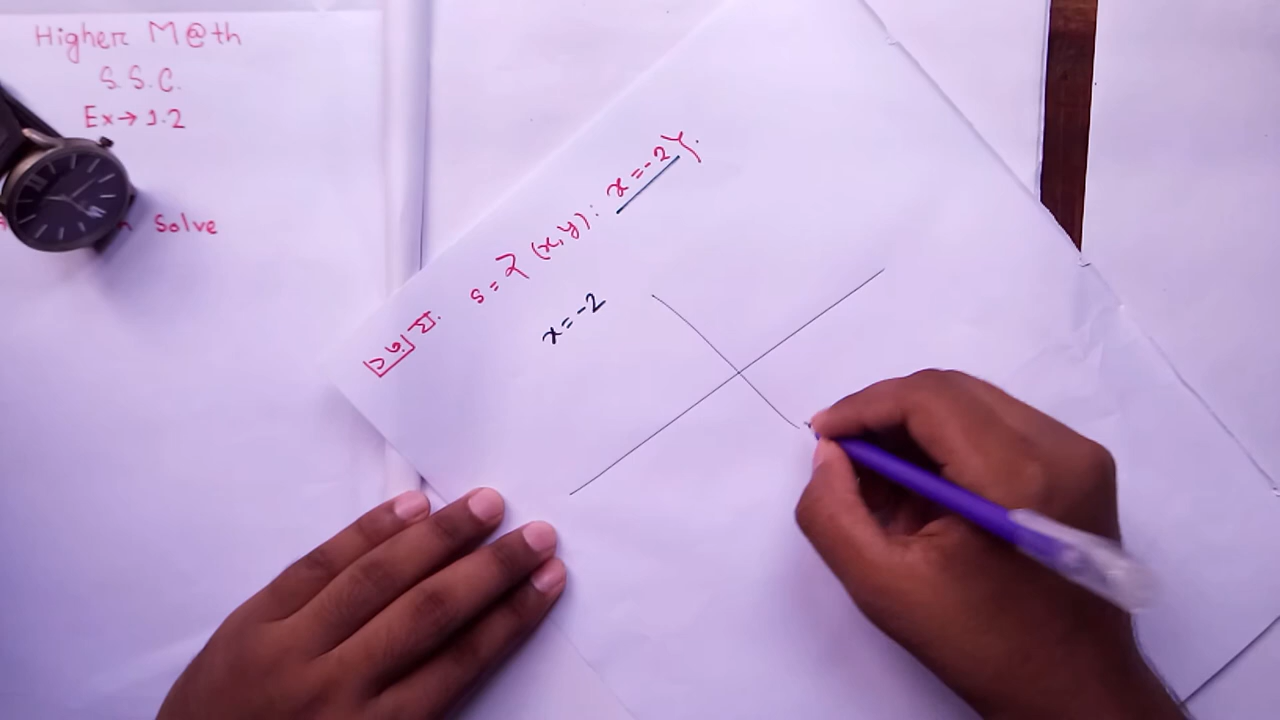 Higher M@th
S.S.C.
Ex→1.2
Solve
১৬. ঘ. S = {(x, y): x = -2}.
x = -2